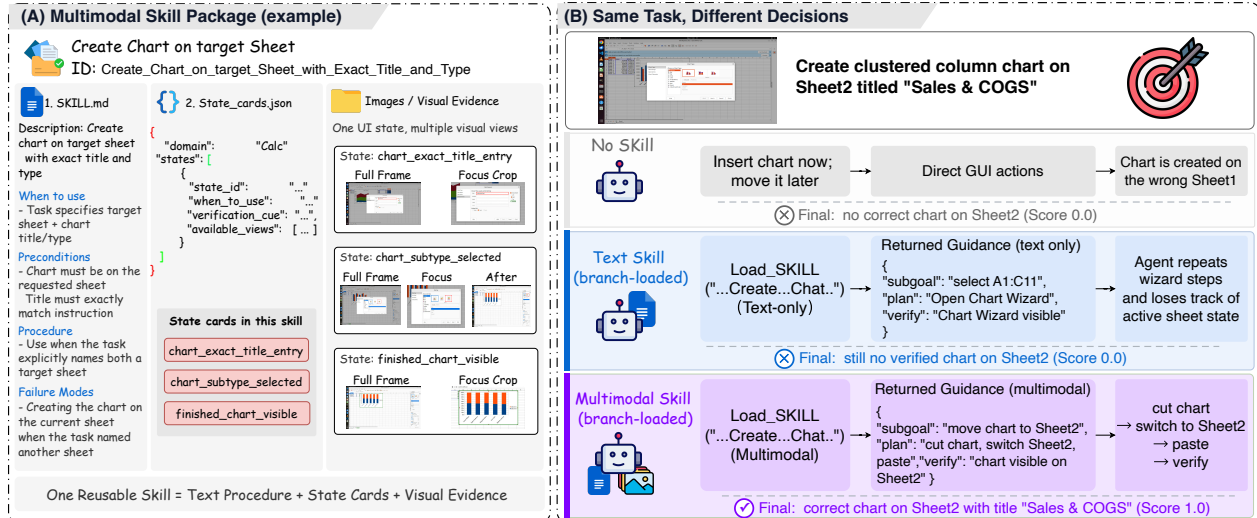 (A) Multimodal Skill Package (example)
Create Chart on target Sheet
ID: Create_Chart_on_target_Sheet_with_Exact_Title_and_Type
1. SKILL.md
Description: Create
chart on target sheet
with exact title and
type
When to use
- Task specifies target
sheet + chart
title/type
Preconditions
- Chart must be on the
requested sheet
Title must exactly
match instruction
Procedure
- Use when the task
explicitly names both a
target sheet
Failure Modes
- Creating the chart on
the current sheet
when the task named
another sheet
2. State_cards.json
{
"domain": "Calc"
"states": [
{
"state_id": "..."
"when_to_use": "..."
"verification_cue": "...",
"available_views": [ ... ]
}
]
}
State cards in this skill
chart_exact_title_entry
chart_subtype_selected
finished_chart_visible
Images / Visual Evidence
One UI state, multiple visual views
State: chart_exact_title_entry
Full Frame Focus Crop
State: chart_subtype_selected
Full Frame Focus After
State: finished_chart_visible
Full Frame Focus Crop
One Reusable Skill = Text Procedure + State Cards + Visual Evidence
(B) Same Task, Different Decisions
Create clustered column chart on
Sheet2 titled "Sales & COGS"
No SKill
Insert chart now;
move it later
Direct GUI actions
Chart is created on
the wrong Sheet1
Final: no correct chart on Sheet2 (Score 0.0)
Text Skill
(branch-loaded)
Load_SKILL
("...Create...Chat..")
(Text-only)
Returned Guidance (text only)
{
"subgoal": "select A1:C11",
"plan": "Open Chart Wizard",
"verify": "Chart Wizard visible"
}
Agent repeats
wizard steps
and loses track of
active sheet state
Final: still no verified chart on Sheet2 (Score 0.0)
Multimodal Skill
(branch-loaded)
Load_SKILL
("...Create...Chat..")
(Multimodal)
Returned Guidance (multimodal)
{
"subgoal": "move chart to Sheet2",
"plan": "cut chart, switch Sheet2,
paste","verify": "chart visible on
Sheet2" }
cut chart
→ switch to Sheet2
→ paste
→ verify
Final: correct chart on Sheet2 with title "Sales & COGS" (Score 1.0)